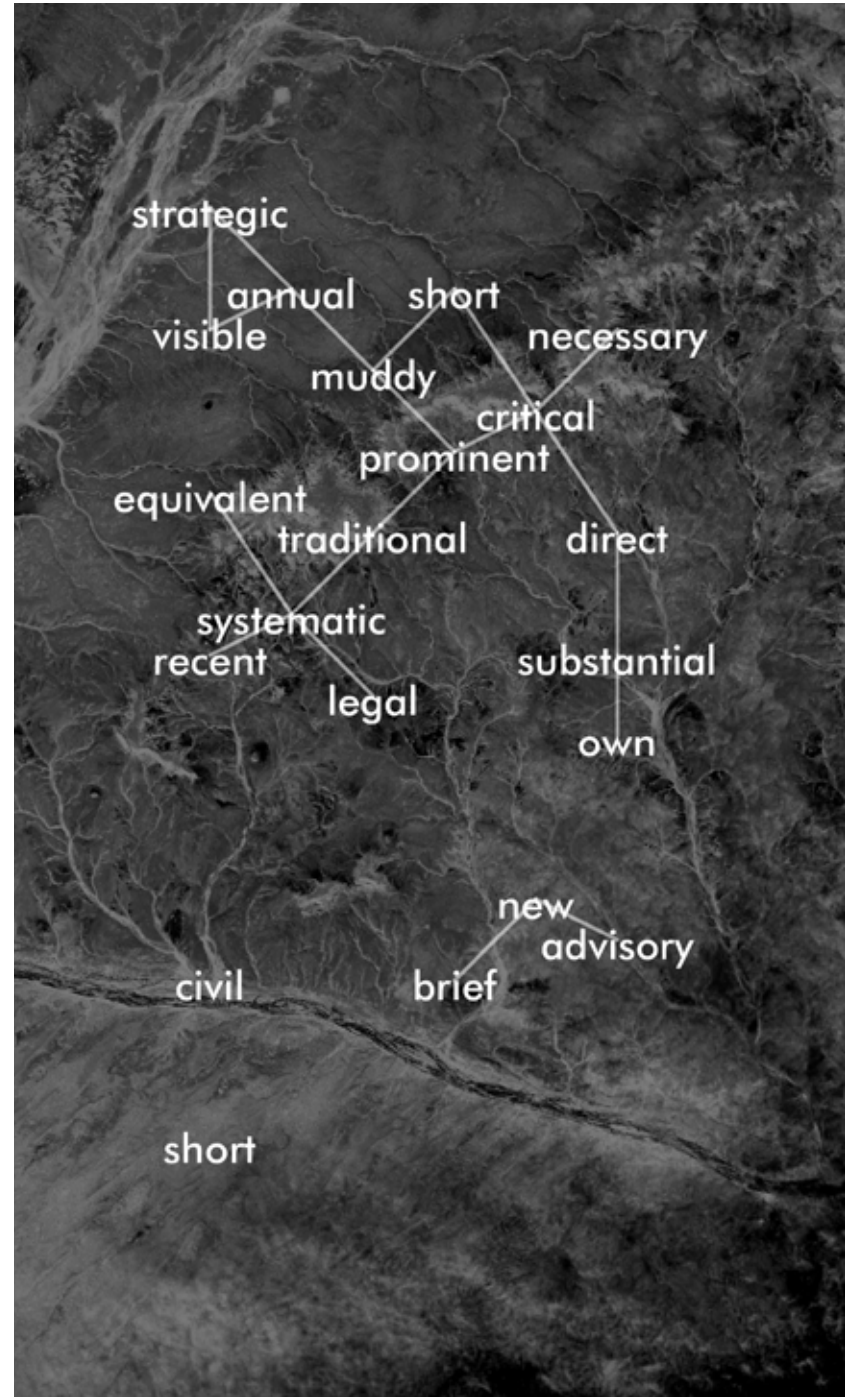 strategic
annual short
visible necessary
muddy
critical
prominent
equivalent
traditional direct
systematic
recent substantial
legal
own
new
advisory
civil brief
short